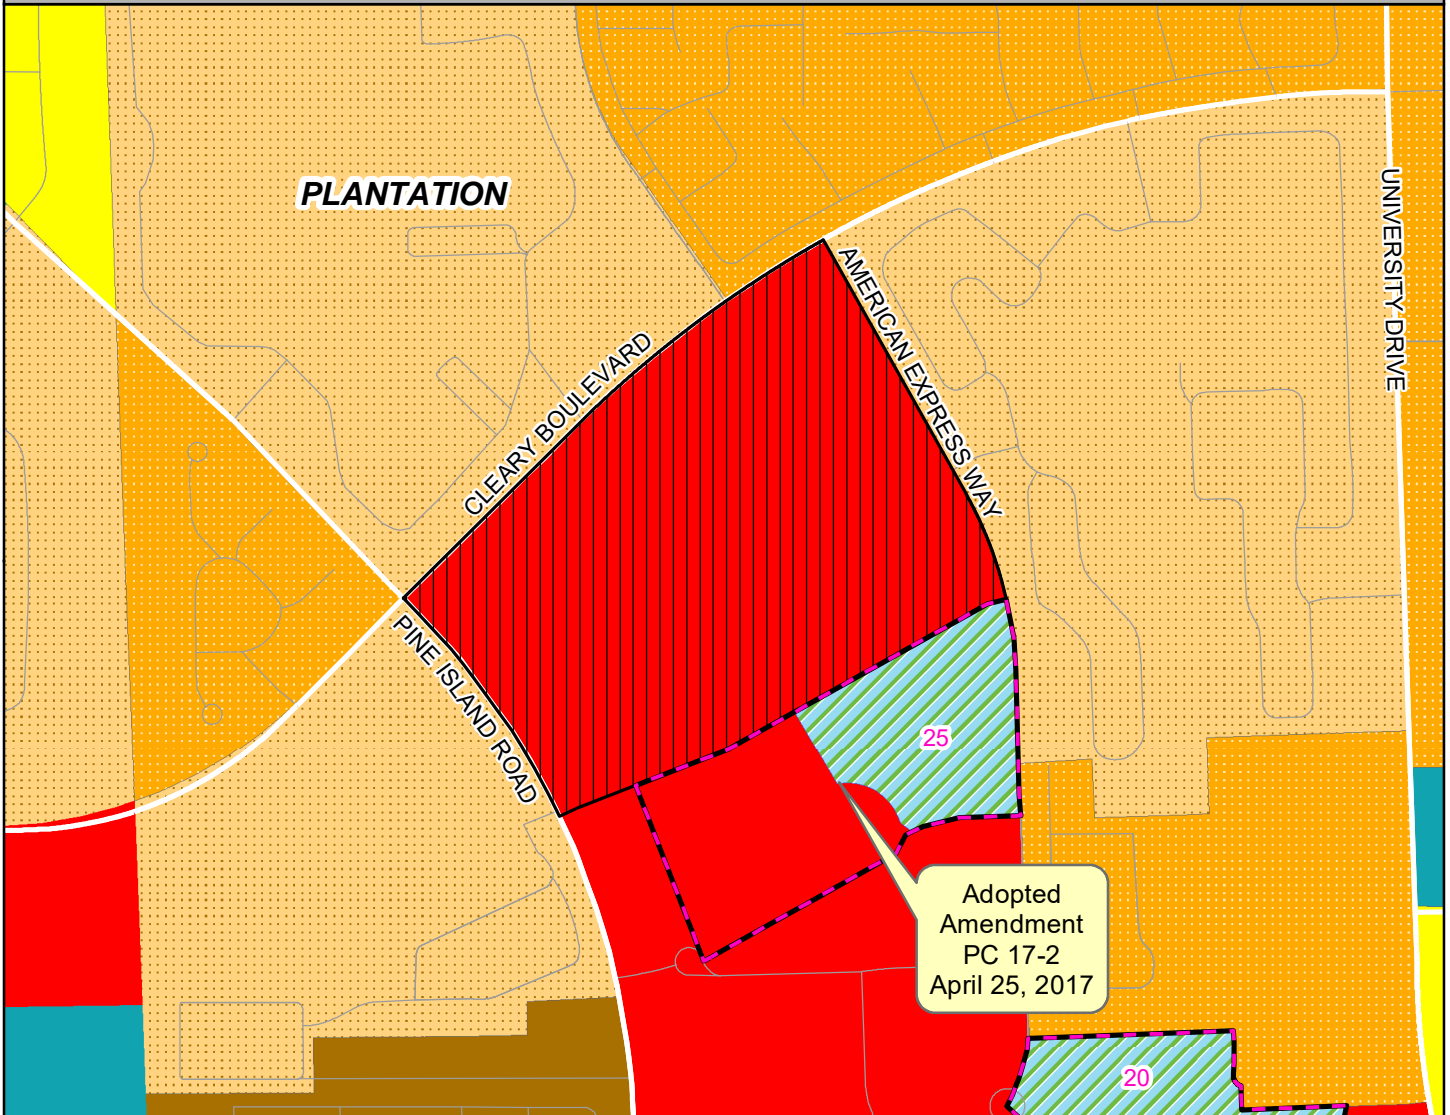 PLANTATION
UNIVERSITY DRIVE
AMERICAN EXPRESS WAY
CLEARY BOULEVARD
PINE ISLAND ROAD
25
Adopted
Amendment
PC 17-2
April 25, 2017
20